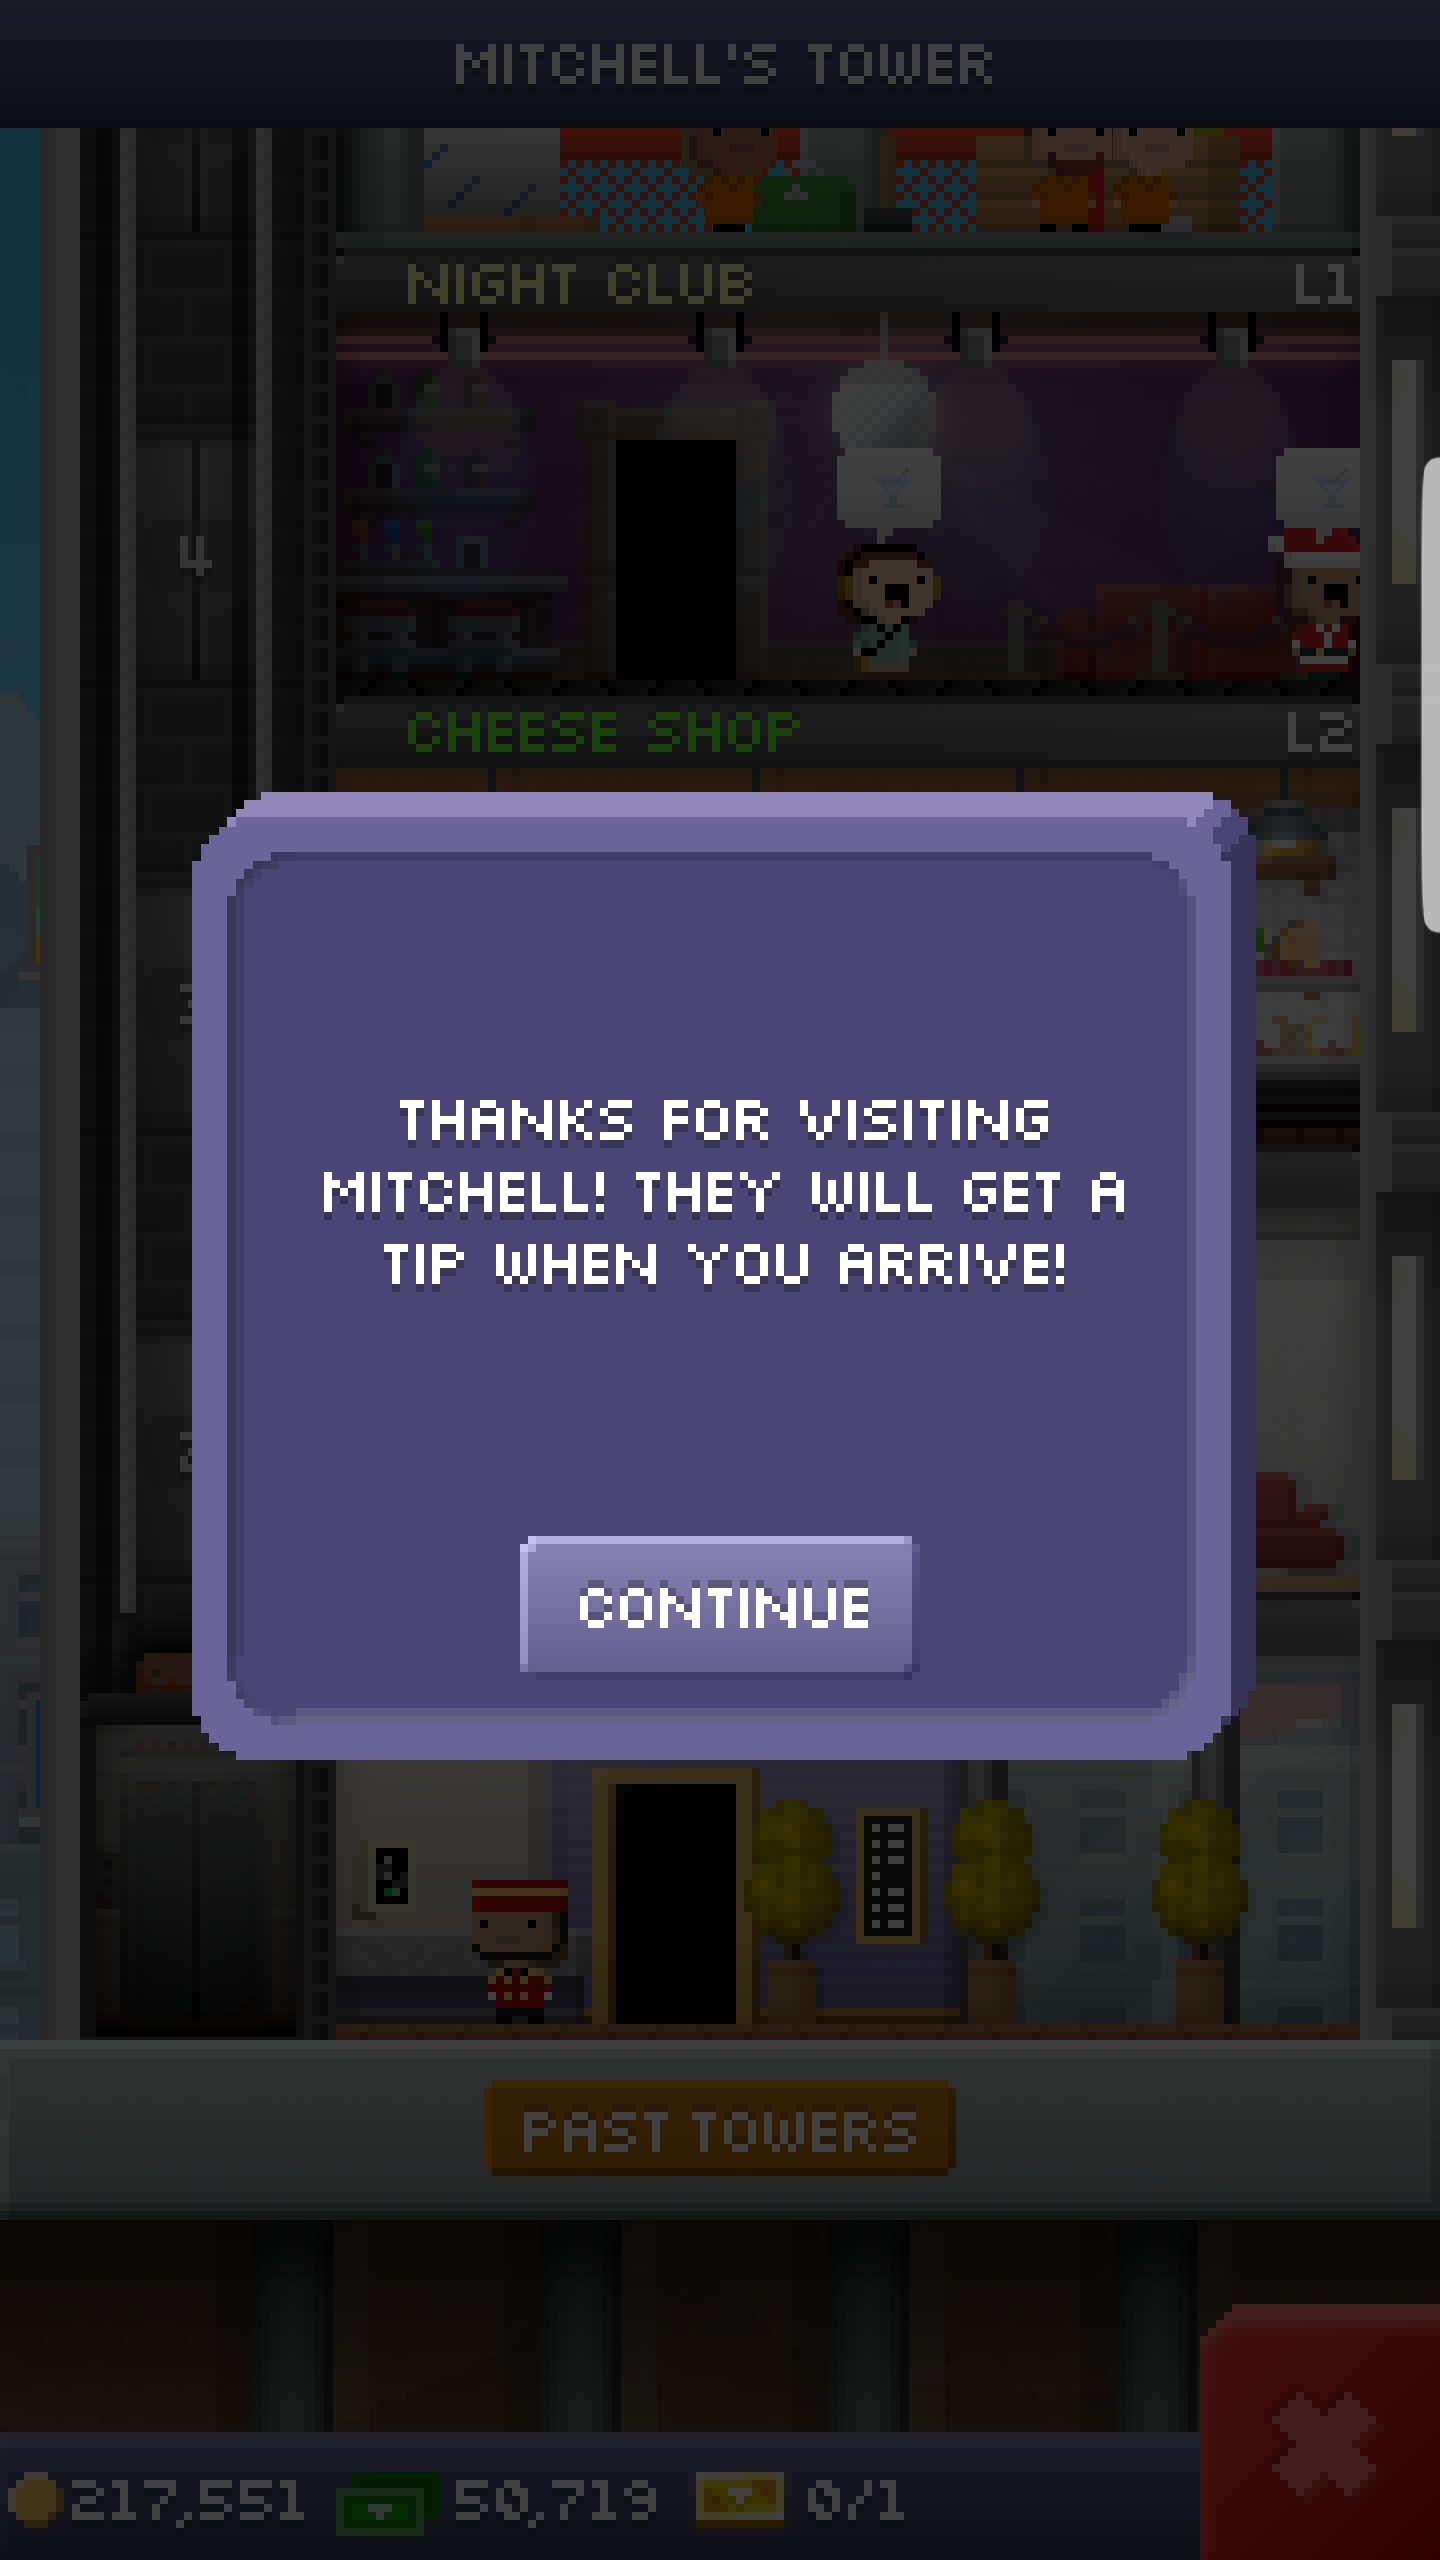 MITCHELL'S TOWER
NIGHT CLUB L1
4
CHEESE SHOP L2
THANKS FOR VISITING
MITCHELL! THEY WILL GET A
TIP WHEN YOU ARRIVE!
CONTINUE
PAST TOWERS
217,551 50,719 0/1